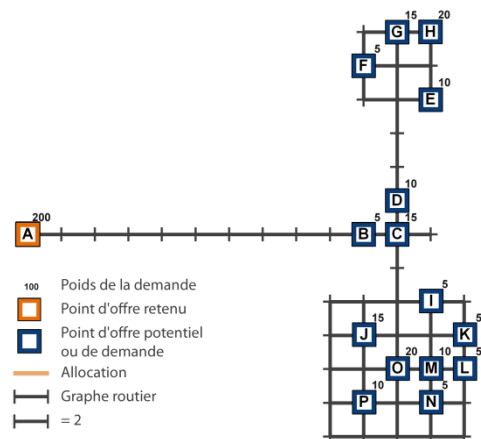 15 20
G H
5
F
10
E
10
D
200 5 15
A B C
5
I
15 5
J K
20 10 5
O M L
10 5
P N
100 Poids de la demande
Point d'offre retenu
Point d'offre potentiel
ou de demande
Allocation
Graphe routier
= 2